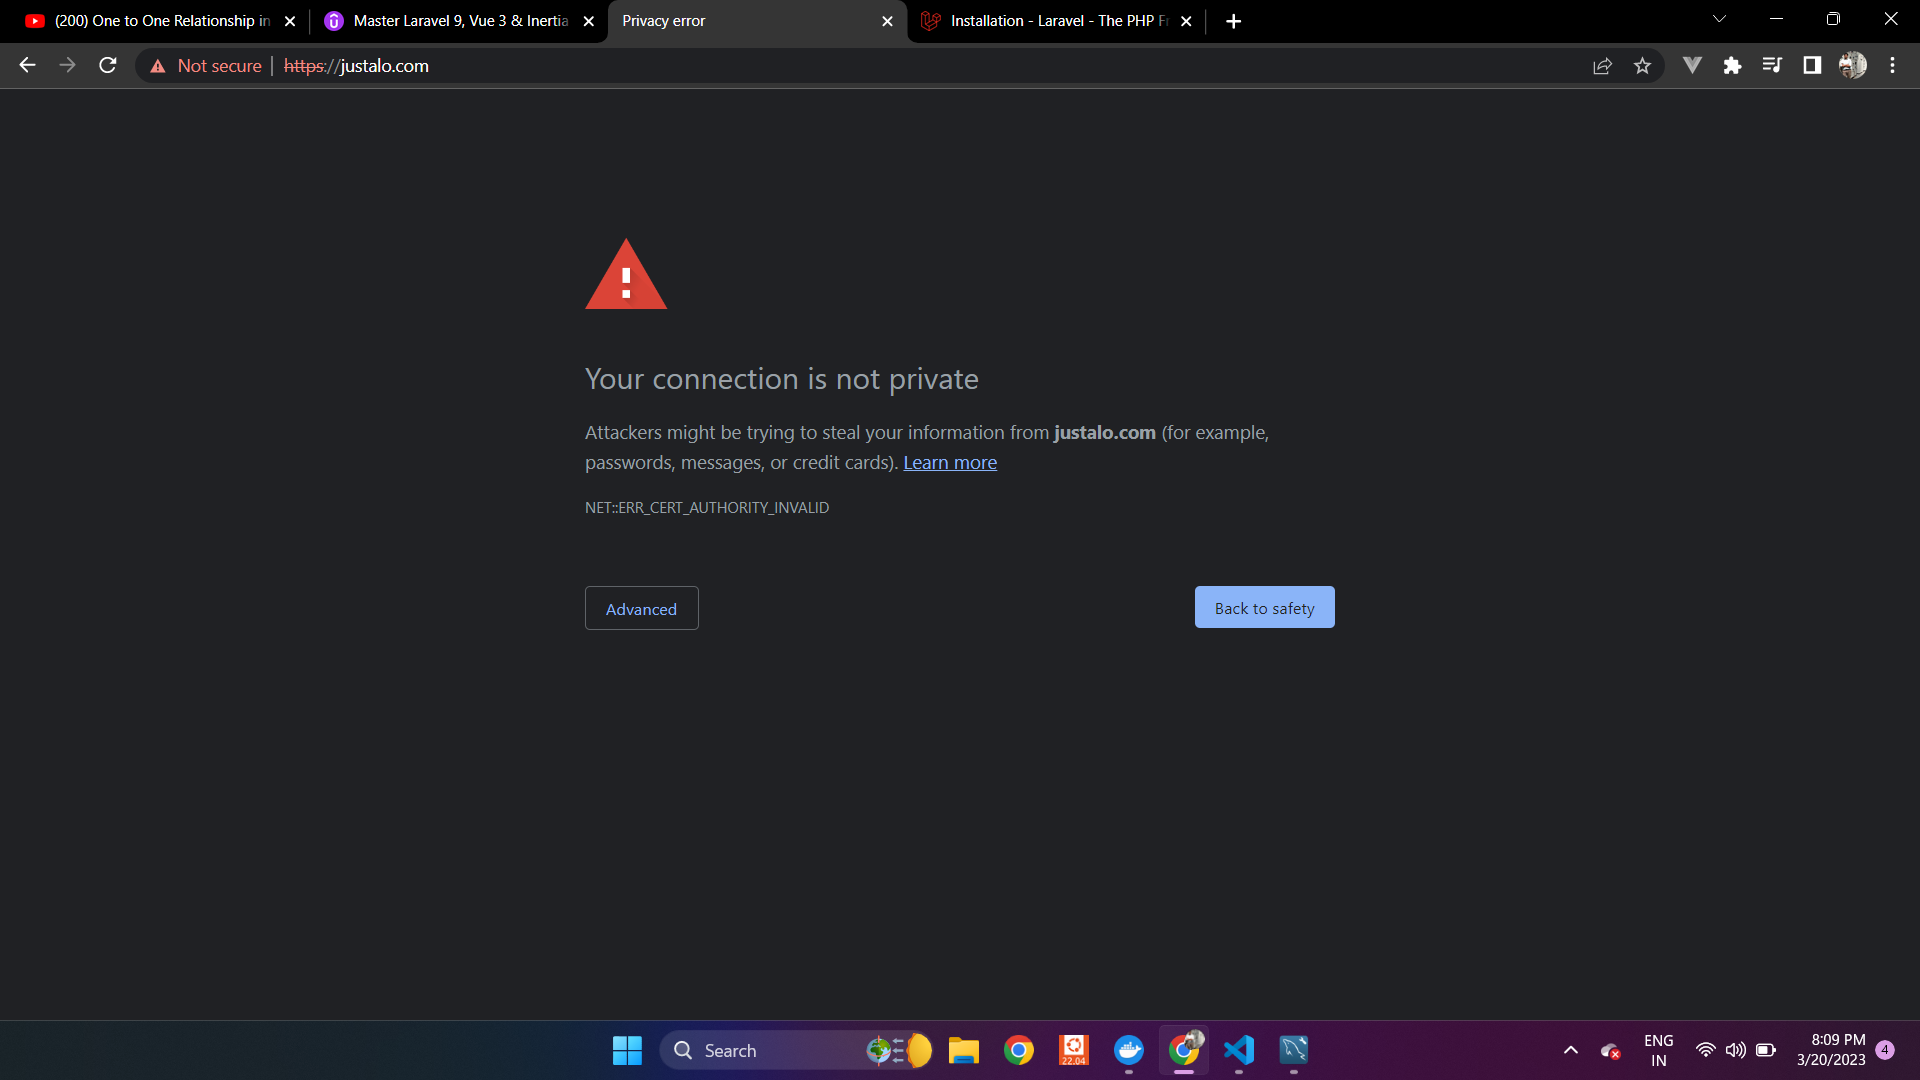 (200) One to One Relationship in
Master Laravel 9, Vue 3 & Inertia
Privacy error
Installation - Laravel - The PHP Fr
Not secure
https://justalo.com
Your connection is not private
Attackers might be trying to steal your information from justalo.com (for example,
passwords, messages, or credit cards). Learn more
NET::ERR_CERT_AUTHORITY_INVALID
Advanced
Back to safety
Search
22.04
ENG
IN
8:09 PM
3/20/2023
4